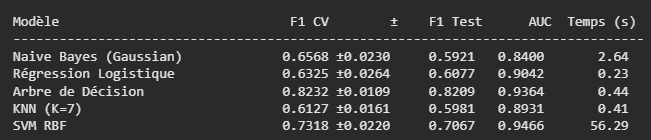 Modèle F1 CV ± F1 Test AUC Temps (s)
--------------------------------------------------------------------------------
Naive Bayes (Gaussian) 0.6568 ±0.0230 0.5921 0.8400 2.64
Régression Logistique 0.6325 ±0.0264 0.6077 0.9042 0.23
Arbre de Décision 0.8232 ±0.0109 0.8209 0.9364 0.44
KNN (K=7) 0.6127 ±0.0161 0.5981 0.8931 0.41
SVM RBF 0.7318 ±0.0220 0.7067 0.9466 56.29